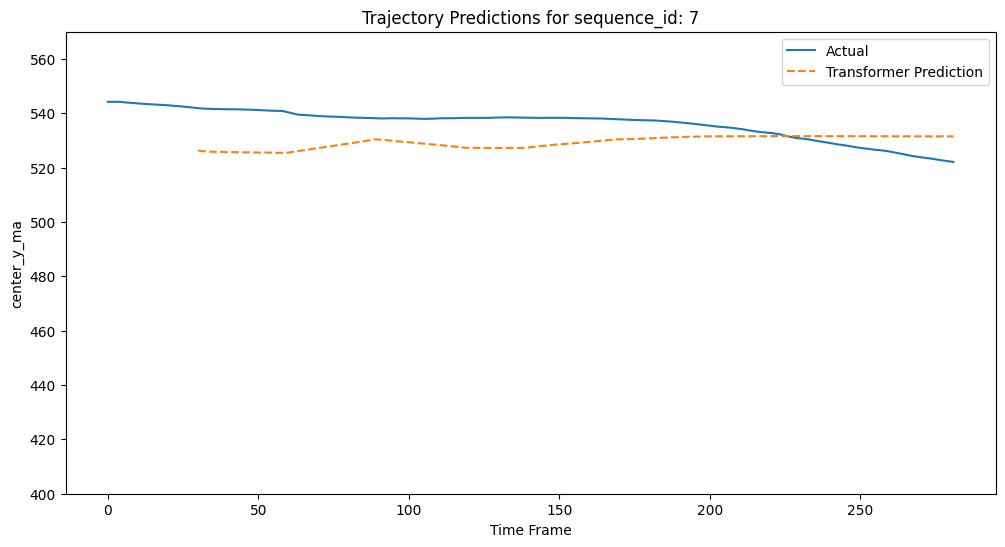 Trajectory Predictions for sequence_id: 7
Actual
Transformer Prediction
center_y_ma
560
540
520
500
480
460
440
420
400
0 50 100 150 200 250
Time Frame